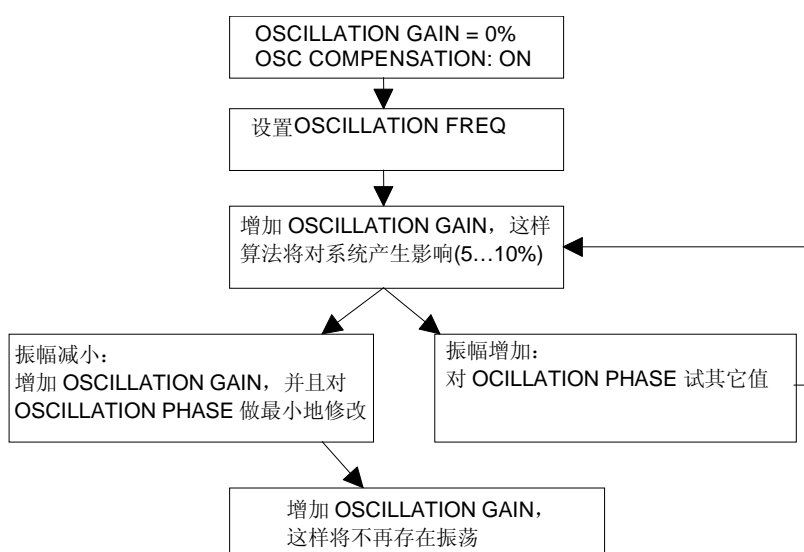 OSCILLATION GAIN = 0%
OSC COMPENSATION: ON
设置OSCILLATION FREQ
增加 OSCILLATION GAIN，这样
算法将对系统产生影响(5…10%)
振幅减小：
增加 OSCILLATION GAIN，并且对
OSCILLATION PHASE 做最小地修改
振幅增加：
对 OCILLATION PHASE 试其它值
增加 OSCILLATION GAIN，
这样将不再存在振荡